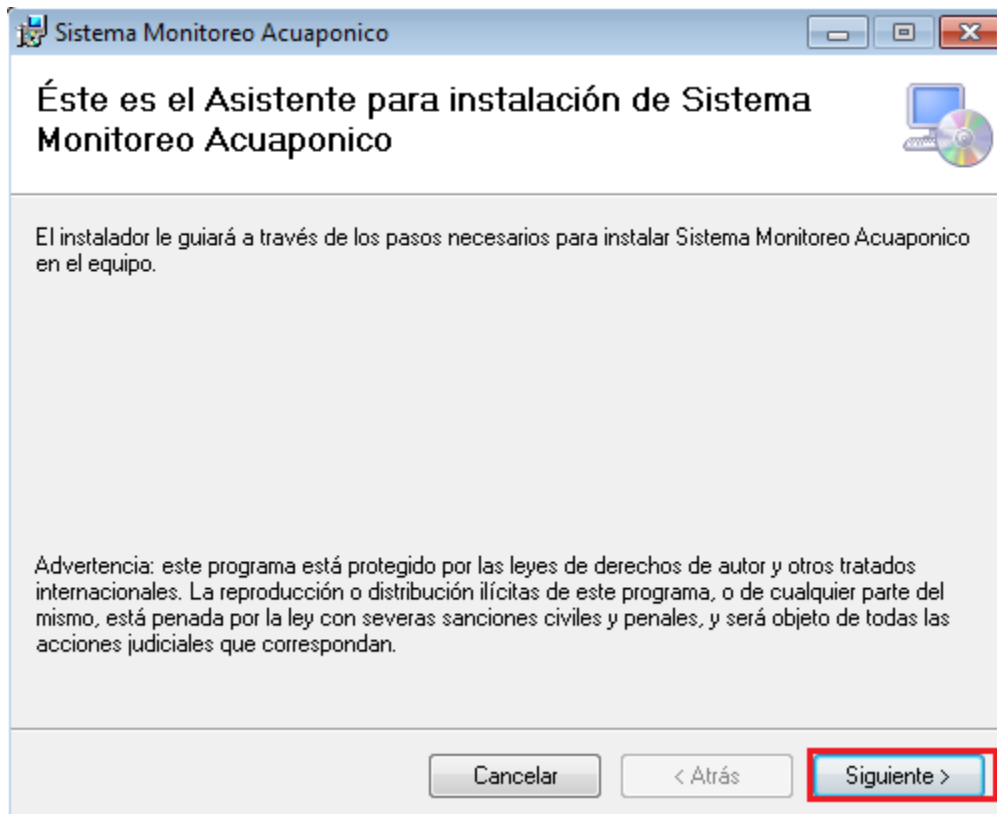 Sistema Monitoreo Acuaponico
Éste es el Asistente para instalación de Sistema
Monitoreo Acuaponico
El instalador le guiará a través de los pasos necesarios para instalar Sistema Monitoreo Acuaponico
en el equipo.
Advertencia: este programa está protegido por las leyes de derechos de autor y otros tratados
internacionales. La reproducción o distribución ilícitas de este programa, o de cualquier parte del
mismo, está penada por la ley con severas sanciones civiles y penales, y será objeto de todas las
acciones judiciales que correspondan.
Cancelar
< Atrás
Siguiente >